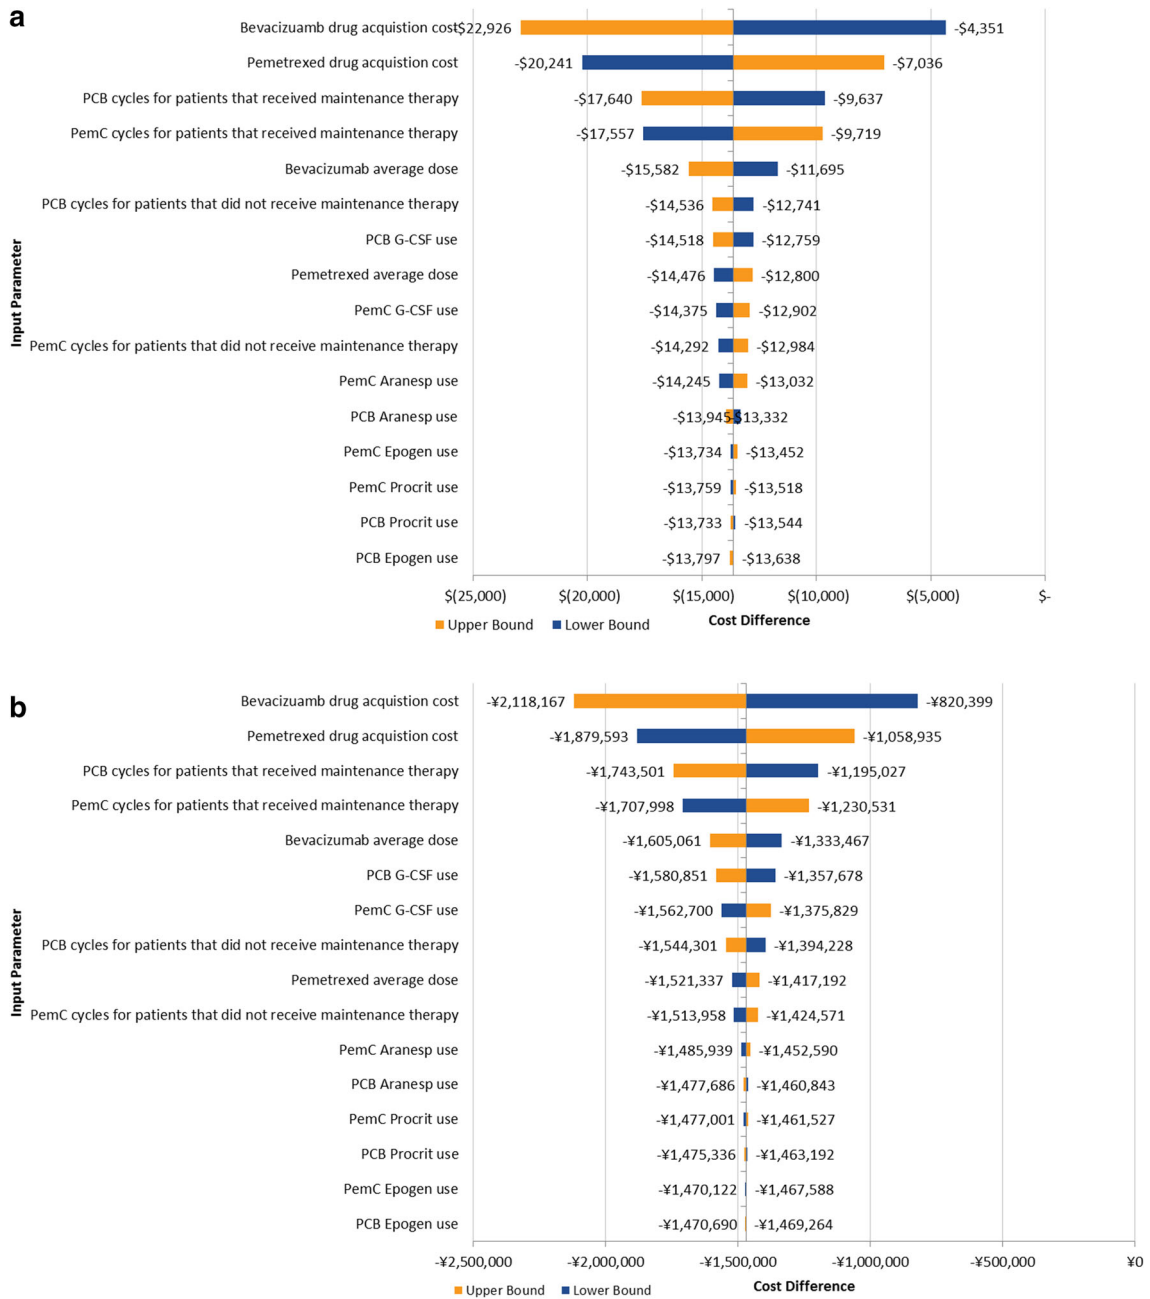 a
Bevacizuamb drug acquistion cost -$22,926 -$4,351
Pemetrexed drug acquistion cost -$20,241 -$7,036
PCB cycles for patients that received maintenance therapy -$17,640 -$9,637
PemC cycles for patients that received maintenance therapy -$17,557 -$9,719
Bevacizumab average dose -$15,582 -$11,695
PCB cycles for patients that did not receive maintenance therapy -$14,536 -$12,741
PCB G-CSF use -$14,518 -$12,759
Pemetrexed average dose -$14,476 -$12,800
PemC G-CSF use -$14,375 -$12,902
PemC cycles for patients that did not receive maintenance therapy -$14,292 -$12,984
PemC Aranesp use -$14,245 -$13,032
PCB Aranesp use -$13,945 -$13,332
PemC Epogen use -$13,734 -$13,452
PemC Procrit use -$13,759 -$13,518
PCB Procrit use -$13,733 -$13,544
PCB Epogen use -$13,797 -$13,638
Input Parameter
$(25,000) $(20,000) $(15,000) $(10,000) $(5,000) $-
Upper Bound Lower Bound Cost Difference
b
Bevacizuamb drug acquistion cost -¥2,118,167 -¥820,399
Pemetrexed drug acquistion cost -¥1,879,593 -¥1,058,935
PCB cycles for patients that received maintenance therapy -¥1,743,501 -¥1,195,027
PemC cycles for patients that received maintenance therapy -¥1,707,998 -¥1,230,531
Bevacizumab average dose -¥1,605,061 -¥1,333,467
PCB G-CSF use -¥1,580,851 -¥1,357,678
PemC G-CSF use -¥1,562,700 -¥1,375,829
PCB cycles for patients that did not receive maintenance therapy -¥1,544,301 -¥1,394,228
Pemetrexed average dose -¥1,521,337 -¥1,417,192
PemC cycles for patients that did not receive maintenance therapy -¥1,513,958 -¥1,424,571
PemC Aranesp use -¥1,485,939 -¥1,452,590
PCB Aranesp use -¥1,477,686 -¥1,460,843
PemC Procrit use -¥1,477,001 -¥1,461,527
PCB Procrit use -¥1,475,336 -¥1,463,192
PemC Epogen use -¥1,470,122 -¥1,467,588
PCB Epogen use -¥1,470,690 -¥1,469,264
Input Parameter
-¥2,500,000 -¥2,000,000 -¥1,500,000 -¥1,000,000 -¥500,000 ¥0
Upper Bound Lower Bound Cost Difference